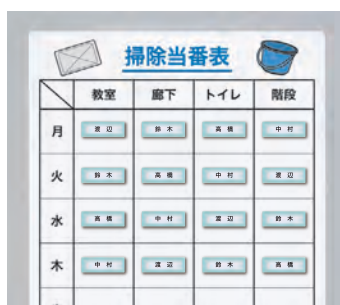 掃除当番表
教室 廊下 トイレ 階段
月 渡辺 鈴木 高橋 中村
火 鈴木 高橋 中村 渡辺
水 高橋 中村 渡辺 鈴木
木 中村 渡辺 鈴木 高橋